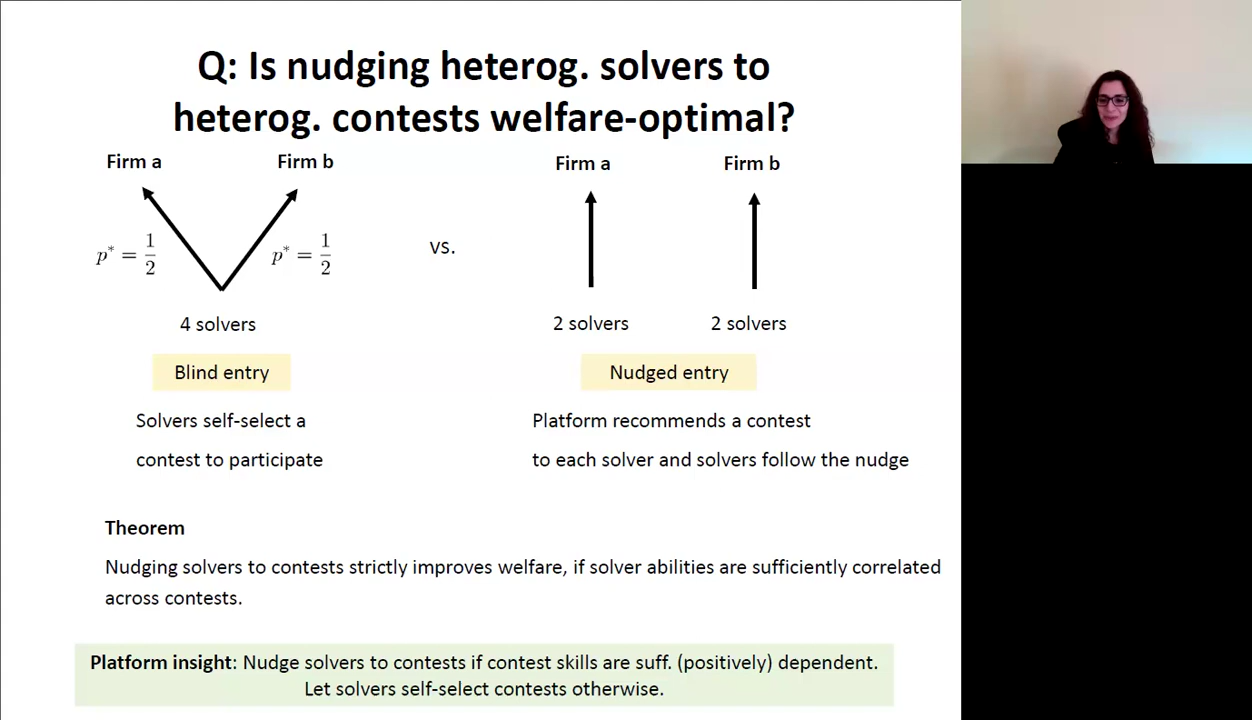 Q: Is nudging heterog. solvers to
heterog. contests welfare-optimal?
Firm a
Firm b
p* = 1/2
p* = 1/2
4 solvers
Blind entry
Solvers self-select a
contest to participate
vs.
Firm a
Firm b
2 solvers
2 solvers
Nudged entry
Platform recommends a contest
to each solver and solvers follow the nudge
Theorem
Nudging solvers to contests strictly improves welfare, if solver abilities are sufficiently correlated
across contests.
Platform insight: Nudge solvers to contests if contest skills are suff. (positively) dependent.
Let solvers self-select contests otherwise.